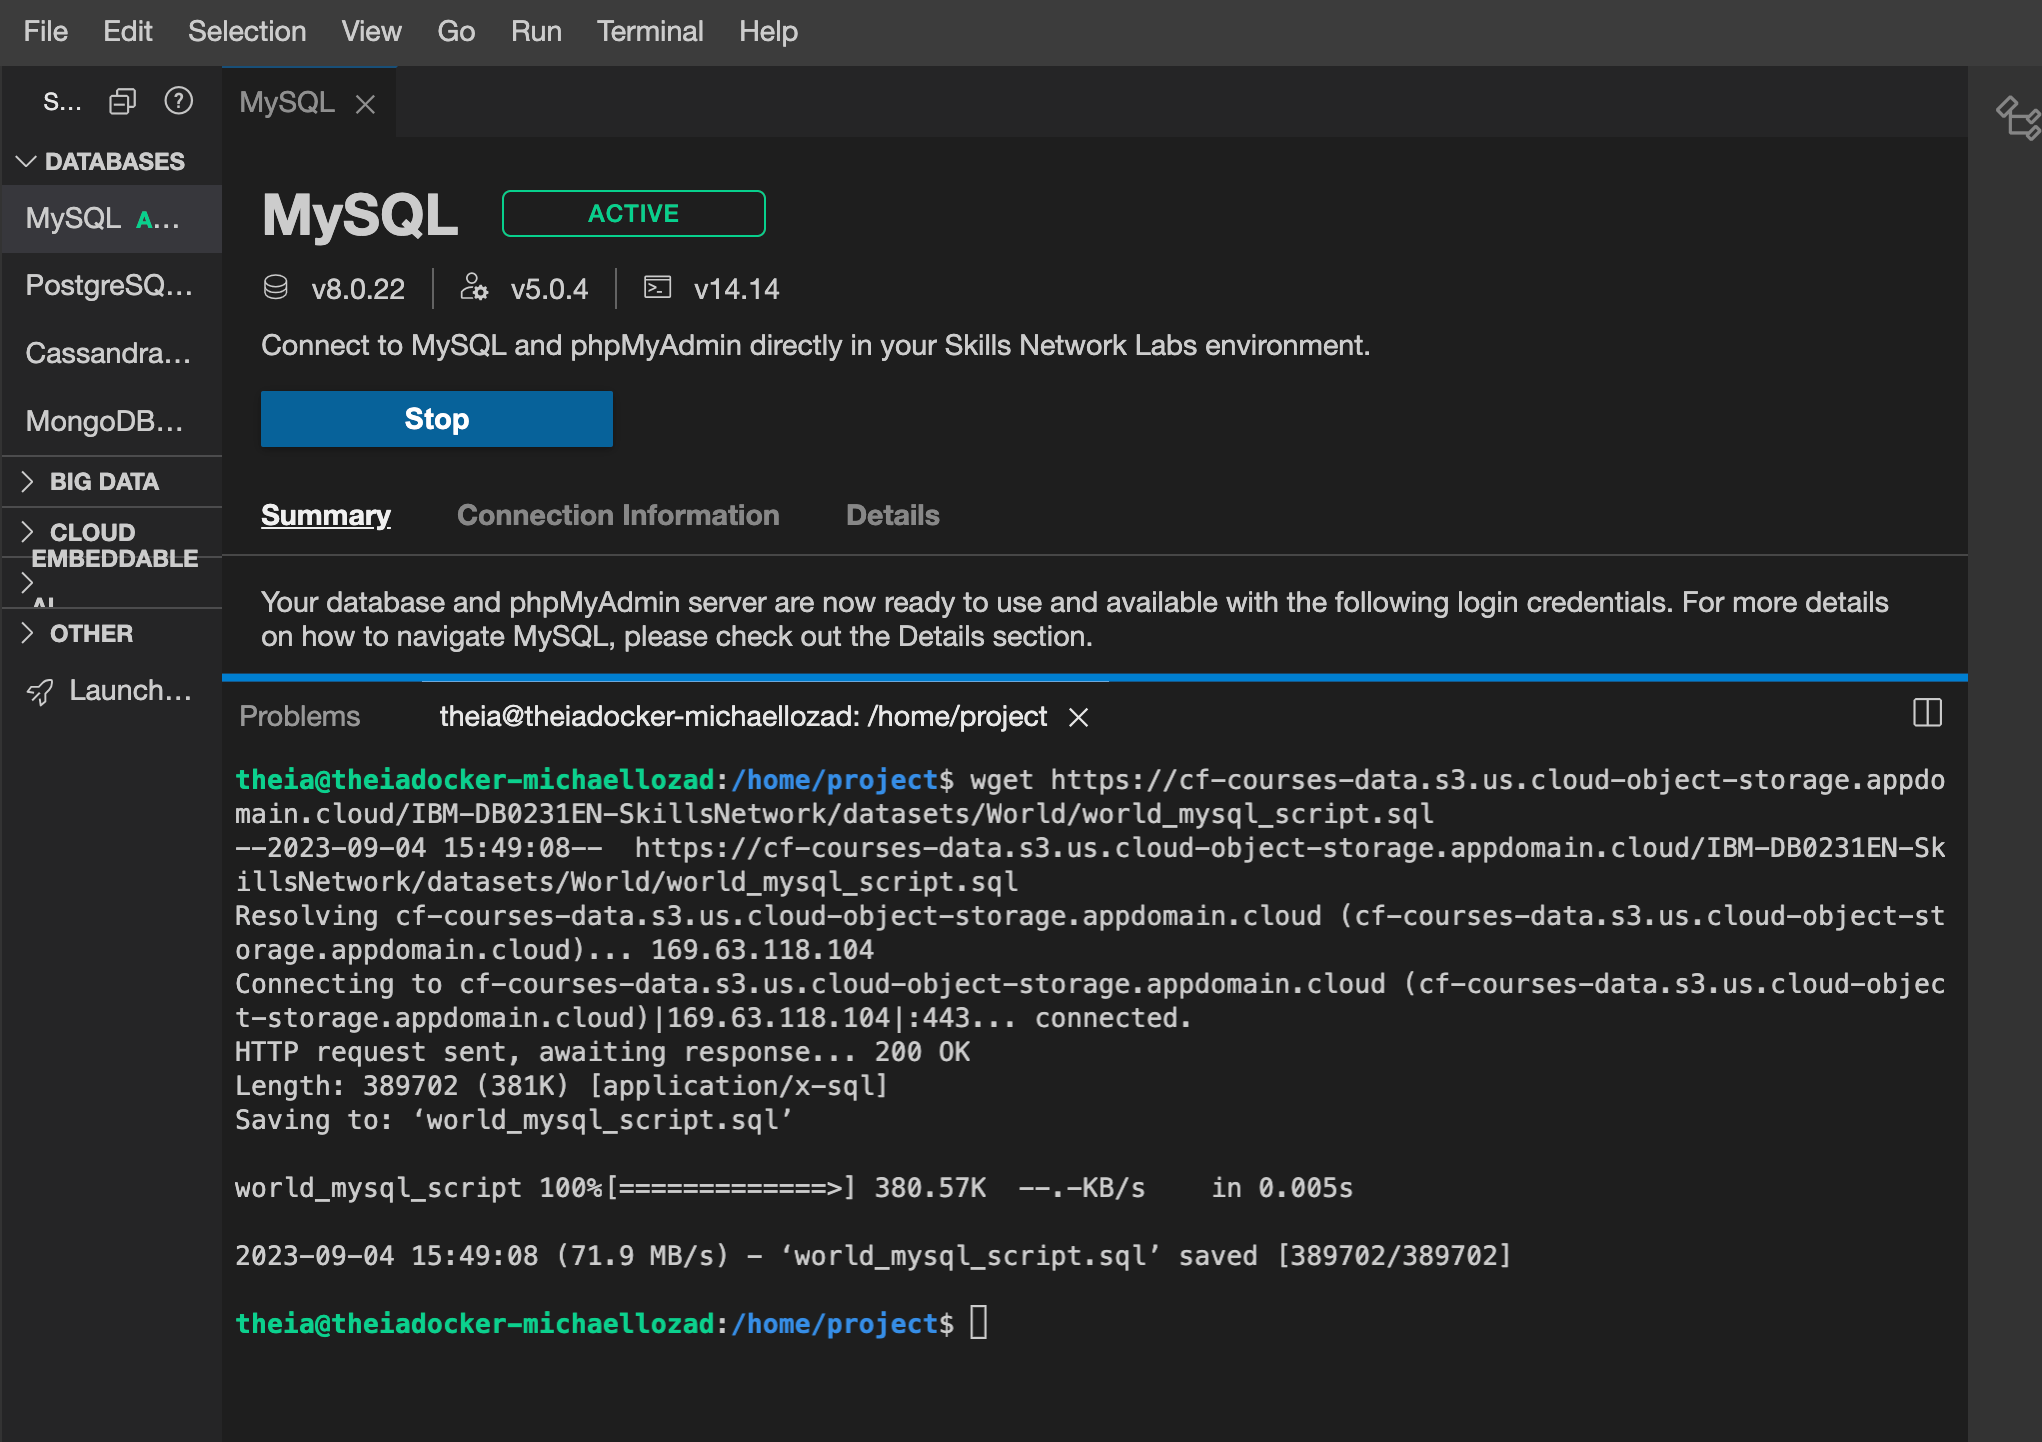 File Edit Selection View Go Run Terminal Help
S...
MySQL
DATABASES
MySQL A...
PostgreSQ...
Cassandra...
MongoDB...
BIG DATA
CLOUD
EMBEDDABLE
AI
OTHER
Launch...
MySQL ACTIVE
v8.0.22 v5.0.4 v14.14
Connect to MySQL and phpMyAdmin directly in your Skills Network Labs environment.
Stop
Summary Connection Information Details
Your database and phpMyAdmin server are now ready to use and available with the following login credentials. For more details
on how to navigate MySQL, please check out the Details section.
Problems theia@theiadocker-michaellozad: /home/project
theia@theiadocker-michaellozad:/home/project$ wget https://cf-courses-data.s3.us.cloud-object-storage.appdo
main.cloud/IBM-DB0231EN-SkillsNetwork/datasets/World/world_mysql_script.sql
--2023-09-04 15:49:08--  https://cf-courses-data.s3.us.cloud-object-storage.appdomain.cloud/IBM-DB0231EN-Sk
illsNetwork/datasets/World/world_mysql_script.sql
Resolving cf-courses-data.s3.us.cloud-object-storage.appdomain.cloud (cf-courses-data.s3.us.cloud-object-st
orage.appdomain.cloud)... 169.63.118.104
Connecting to cf-courses-data.s3.us.cloud-object-storage.appdomain.cloud (cf-courses-data.s3.us.cloud-objec
t-storage.appdomain.cloud)|169.63.118.104|:443... connected.
HTTP request sent, awaiting response... 200 OK
Length: 389702 (381K) [application/x-sql]
Saving to: ‘world_mysql_script.sql’
world_mysql_script 100%[=============>] 380.57K  --.-KB/s    in 0.005s
2023-09-04 15:49:08 (71.9 MB/s) - ‘world_mysql_script.sql’ saved [389702/389702]
theia@theiadocker-michaellozad:/home/project$